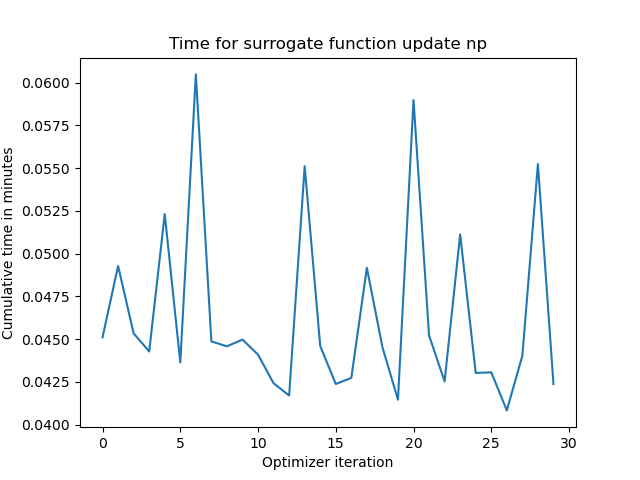 Time for surrogate function update np
Cumulative time in minutes
0.0600
0.0575
0.0550
0.0525
0.0500
0.0475
0.0450
0.0425
0.0400
0 5 10 15 20 25 30
Optimizer iteration